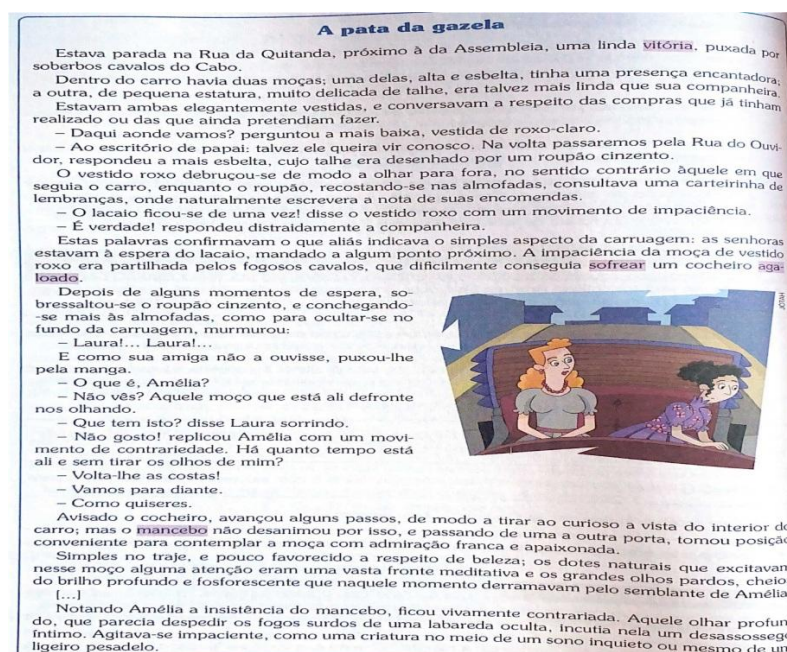 A pata da gazela
Estava parada na Rua da Quitanda, próximo à da Assembleia, uma linda vitória, puxada por
soberbos cavalos do Cabo.
Dentro do carro havia duas moças; uma delas, alta e esbelta, tinha uma presença encantadora;
a outra, de pequena estatura, muito delicada de talhe, era talvez mais linda que sua companheira.
Estavam ambas elegantemente vestidas, e conversavam a respeito das compras que já tinham
realizado ou das que ainda pretendiam fazer.
– Daqui aonde vamos? perguntou a mais baixa, vestida de roxo-claro.
– Ao escritório de papai: talvez ele queira vir conosco. Na volta passaremos pela Rua do Ouvi-
dor, respondeu a mais esbelta, cujo talhe era desenhado por um roupão cinzento.
O vestido roxo debruçou-se de modo a olhar para fora, no sentido contrário àquele em que
seguia o carro, enquanto o roupão, recostando-se nas almofadas, consultava uma carteirinha de
lembranças, onde naturalmente escrevera a nota de suas encomendas.
– O lacaio ficou-se de uma vez! disse o vestido roxo com um movimento de impaciência.
– É verdade! respondeu distraidamente a companheira.
Estas palavras confirmavam o que aliás indicava o simples aspecto da carruagem: as senhoras
estavam à espera do lacaio, mandado a algum ponto próximo. A impaciência da moça de vestido
roxo era partilhada pelos fogosos cavalos, que dificilmente conseguia sofrear um cocheiro aga-
loado.
Depois de alguns momentos de espera, so-
bressaltou-se o roupão cinzento, e conchegando-
-se mais às almofadas, como para ocultar-se no
fundo da carruagem, murmurou:
– Laura!... Laura!...
E como sua amiga não a ouvisse, puxou-lhe
pela manga.
– O que é, Amélia?
– Não vês? Aquele moço que está ali defronte
nos olhando.
– Que tem isto? disse Laura sorrindo.
– Não gosto! replicou Amélia com um movi-
mento de contrariedade. Há quanto tempo está
ali e sem tirar os olhos de mim?
– Volta-lhe as costas!
– Vamos para diante.
– Como quiseres.
Avisado o cocheiro, avançou alguns passos, de modo a tirar ao curioso a vista do interior do
carro; mas o mancebo não desanimou por isso, e passando de uma a outra porta, tomou posição
conveniente para contemplar a moça com admiração franca e apaixonada.
Simples no traje, e pouco favorecido a respeito de beleza; os dotes naturais que excitavam
nesse moço alguma atenção eram uma vasta fronte meditativa e os grandes olhos pardos, cheio
do brilho profundo e fosforescente que naquele momento derramavam pelo semblante de Amélia
[...]
Notando Amélia a insistência do mancebo, ficou vivamente contrariada. Aquele olhar profun
do, que parecia despedir os fogos surdos de uma labareda oculta, incutia nela um desassosseg
íntimo. Agitava-se impaciente, como uma criatura no meio de um sono inquieto ou mesmo de um
ligeiro pesadelo.